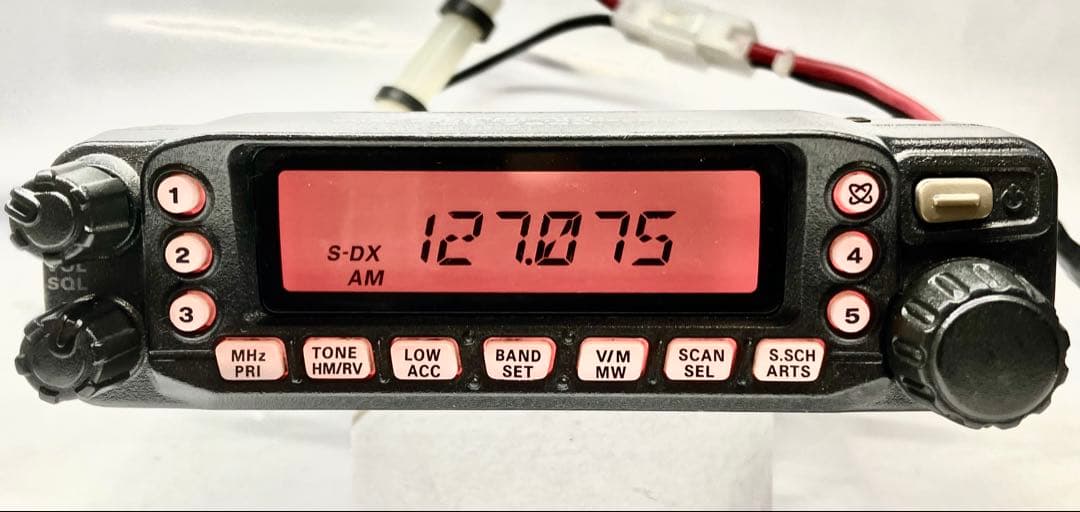 1
2
3
S-DX
AM
127.075
4
5
VOL
SQL
MHz
PRI
TONE
HM/RV
LOW
ACC
BAND
SET
V/M
MW
SCAN
SEL
S.SCH
ARTS